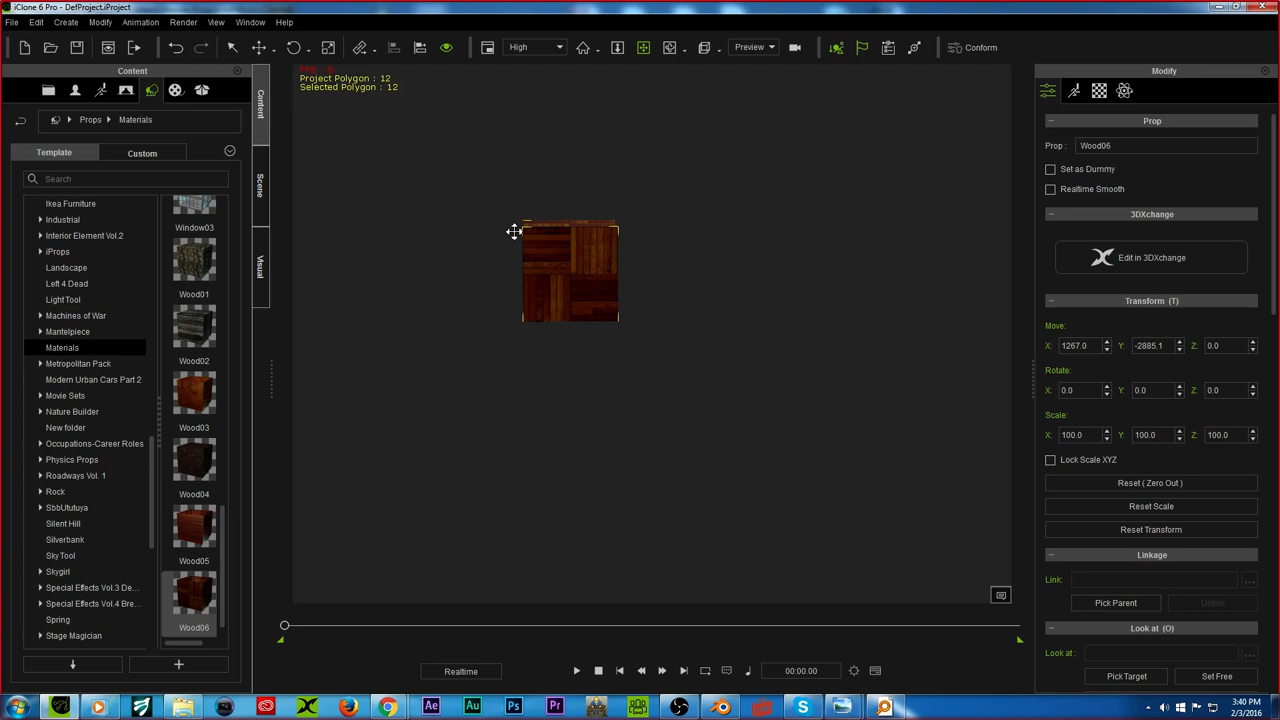 iClone 6 Pro - DefProject.iProject
File Edit Create Modify Animation Render View Window Help
High Preview Conform
Content
Props Materials
Template Custom
Search
Ikea Furniture
Industrial
Interior Element Vol.2
iProps
Landscape
Left 4 Dead
Light Tool
Machines of War
Mantelpiece
Materials
Metropolitan Pack
Modern Urban Cars Part 2
Movie Sets
Nature Builder
New folder
Occupations-Career Roles
Physics Props
Roadways Vol. 1
Rock
SbbUtutuya
Silent Hill
Silverbank
Sky Tool
Skygirl
Special Effects Vol.3 De...
Special Effects Vol.4 Bre...
Spring
Stage Magician
Window03
Wood01
Wood02
Wood03
Wood04
Wood05
Wood06
Content
Scene
Visual
Project Polygon : 12
Selected Polygon : 12
Realtime
00:00.00
Modify
Prop
Prop : Wood06
Set as Dummy
Realtime Smooth
3DXchange
Edit in 3DXchange
Transform (T)
Move:
X: 1267.0 Y: -2885.1 Z: 0.0
Rotate:
X: 0.0 Y: 0.0 Z: 0.0
Scale:
X: 100.0 Y: 100.0 Z: 100.0
Lock Scale XYZ
Reset ( Zero Out )
Reset Scale
Reset Transform
Linkage
Link:
Pick Parent Unlink
Look at (O)
Look at:
Pick Target Set Free
Ae Au Ps Pr
3:40 PM
2/3/2016